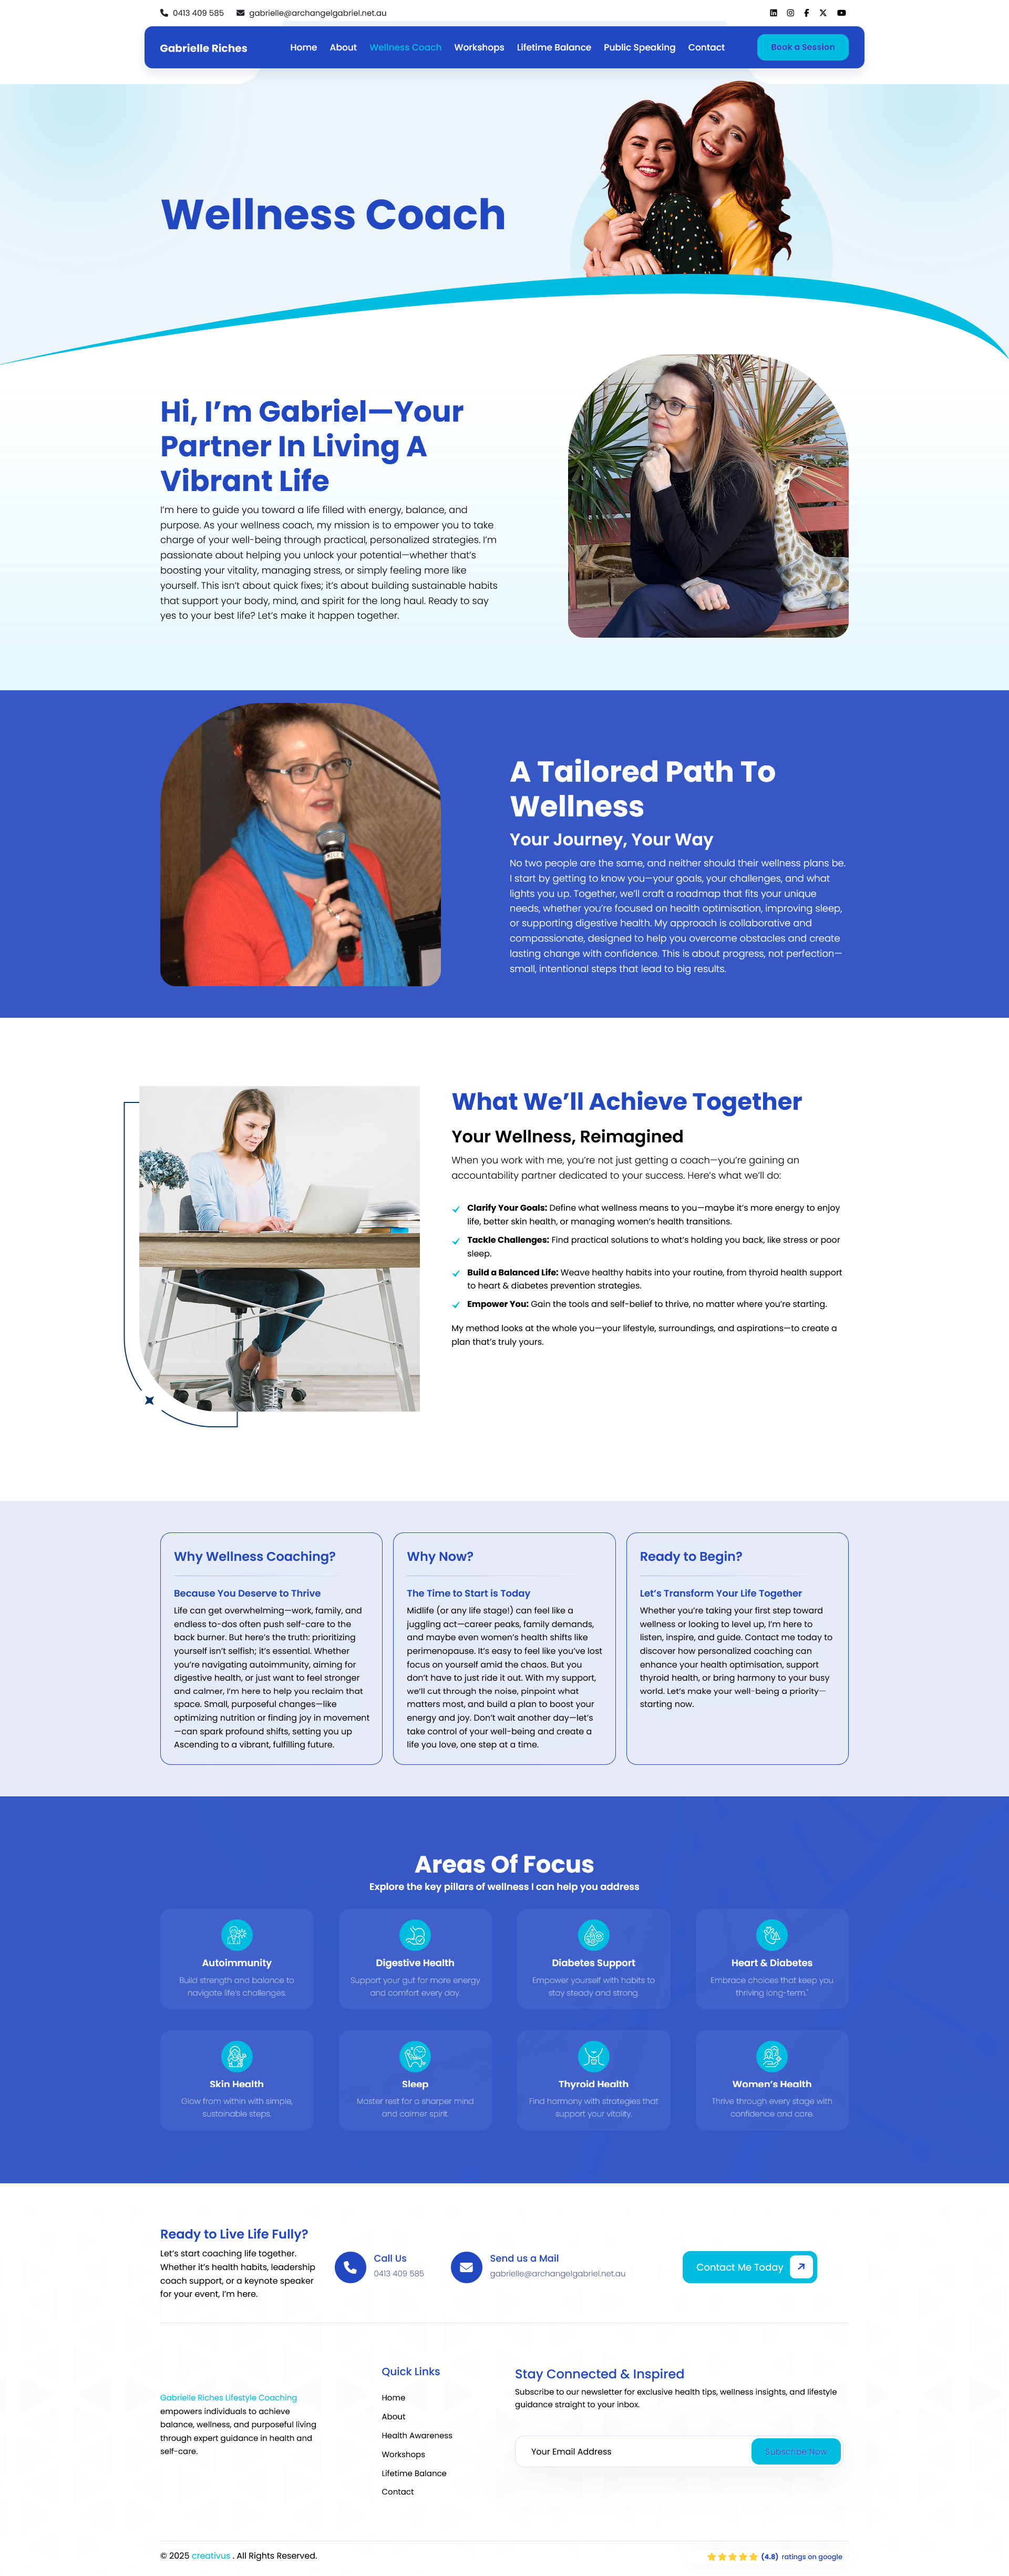 0413 409 585 gabrielle@archangelgabriel.net.au
Gabrielle Riches Home About Wellness Coach Workshops Lifetime Balance Public Speaking Contact Book a Session
Wellness Coach
Hi, I'm Gabriel—Your
Partner In Living A
Vibrant Life
I'm here to guide you toward a life filled with energy, balance, and
purpose. As your wellness coach, my mission is to empower you to take
charge of your well-being through practical, personalized strategies. I'm
passionate about helping you unlock your potential—whether that's
boosting your vitality, managing stress, or simply feeling more like
yourself. This isn't about quick fixes; it's about building sustainable habits
that support your body, mind, and spirit for the long haul. Ready to say
yes to your best life? Let's make it happen together.
A Tailored Path To
Wellness
Your Journey, Your Way
No two people are the same, and neither should their wellness plans be.
I start by getting to know you—your goals, your challenges, and what
lights you up. Together, we'll craft a roadmap that fits your unique
needs, whether you're focused on health optimisation, improving sleep,
or supporting digestive health. My approach is collaborative and
compassionate, designed to help you overcome obstacles and create
lasting change with confidence. This is about progress, not perfection—
small, intentional steps that lead to big results.
What We'll Achieve Together
Your Wellness, Reimagined
When you work with me, you're not just getting a coach—you're gaining an
accountability partner dedicated to your success. Here's what we'll do:
Clarify Your Goals: Define what wellness means to you—maybe it's more energy to enjoy
life, better skin health, or managing women's health transitions.
Tackle Challenges: Find practical solutions to what's holding you back, like stress or poor
sleep.
Build a Balanced Life: Weave healthy habits into your routine, from thyroid health support
to heart & diabetes prevention strategies.
Empower You: Gain the tools and self-belief to thrive, no matter where you're starting.
My method looks at the whole you—your lifestyle, surroundings, and aspirations—to create a
plan that's truly yours.
Why Wellness Coaching?
Because You Deserve to Thrive
Life can get overwhelming—work, family, and
endless to-dos often push self-care to the
back burner. But here's the truth: prioritizing
yourself isn't selfish; it's essential. Whether
you're navigating autoimmunity, aiming for
digestive health, or just want to feel stronger
and calmer, I'm here to help you reclaim that
space. Small, purposeful changes—like
optimizing nutrition or finding joy in movement
—can spark profound shifts, setting you up
Ascending to a vibrant, fulfilling future.
Why Now?
The Time to Start is Today
Midlife (or any life stage!) can feel like a
juggling act—career peaks, family demands,
and maybe even women's health shifts like
perimenopause. It's easy to feel like you've lost
focus on yourself amid the chaos. But you
don't have to just ride it out. With my support,
we'll cut through the noise, pinpoint what
matters most, and build a plan to boost your
energy and joy. Don't wait another day—let's
take control of your well-being and create a
life you love, one step at a time.
Ready to Begin?
Let's Transform Your Life Together
Whether you're taking your first step toward
wellness or looking to level up, I'm here to
listen, inspire, and guide. Contact me today to
discover how personalized coaching can
enhance your health optimisation, support
thyroid health, or bring harmony to your busy
world. Let's make your well-being a priority—
starting now.
Areas Of Focus
Explore the key pillars of wellness I can help you address
Autoimmunity
Build strength and balance to
navigate life's challenges.
Digestive Health
Support your gut for more energy
and comfort every day.
Diabetes Support
Empower yourself with habits to
stay steady and strong.
Heart & Diabetes
Embrace choices that keep you
thriving long-term."
Skin Health
Glow from within with simple,
sustainable steps.
Sleep
Master rest for a sharper mind
and calmer spirit.
Thyroid Health
Find harmony with strategies that
support your vitality.
Women's Health
Thrive through every stage with
confidence and care.
Ready to Live Life Fully?
Let's start coaching life together.
Whether it's health habits, leadership
coach support, or a keynote speaker
for your event, I'm here.
Call Us
0413 409 585
Send us a Mail
gabrielle@archangelgabriel.net.au
Contact Me Today
Gabrielle Riches Lifestyle Coaching
empowers individuals to achieve
balance, wellness, and purposeful living
through expert guidance in health and
self-care.
Quick Links
Home
About
Health Awareness
Workshops
Lifetime Balance
Contact
Stay Connected & Inspired
Subscribe to our newsletter for exclusive health tips, wellness insights, and lifestyle
guidance straight to your inbox.
Your Email Address Subscribe Now
© 2025 creativus . All Rights Reserved.
(4.8) ratings on google